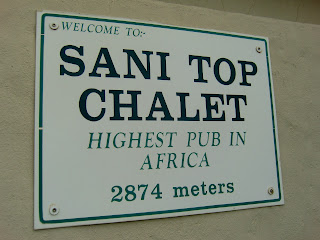 WELCOME TO:-
SANI TOP
CHALET
HIGHEST PUB IN
AFRICA
2874 meters